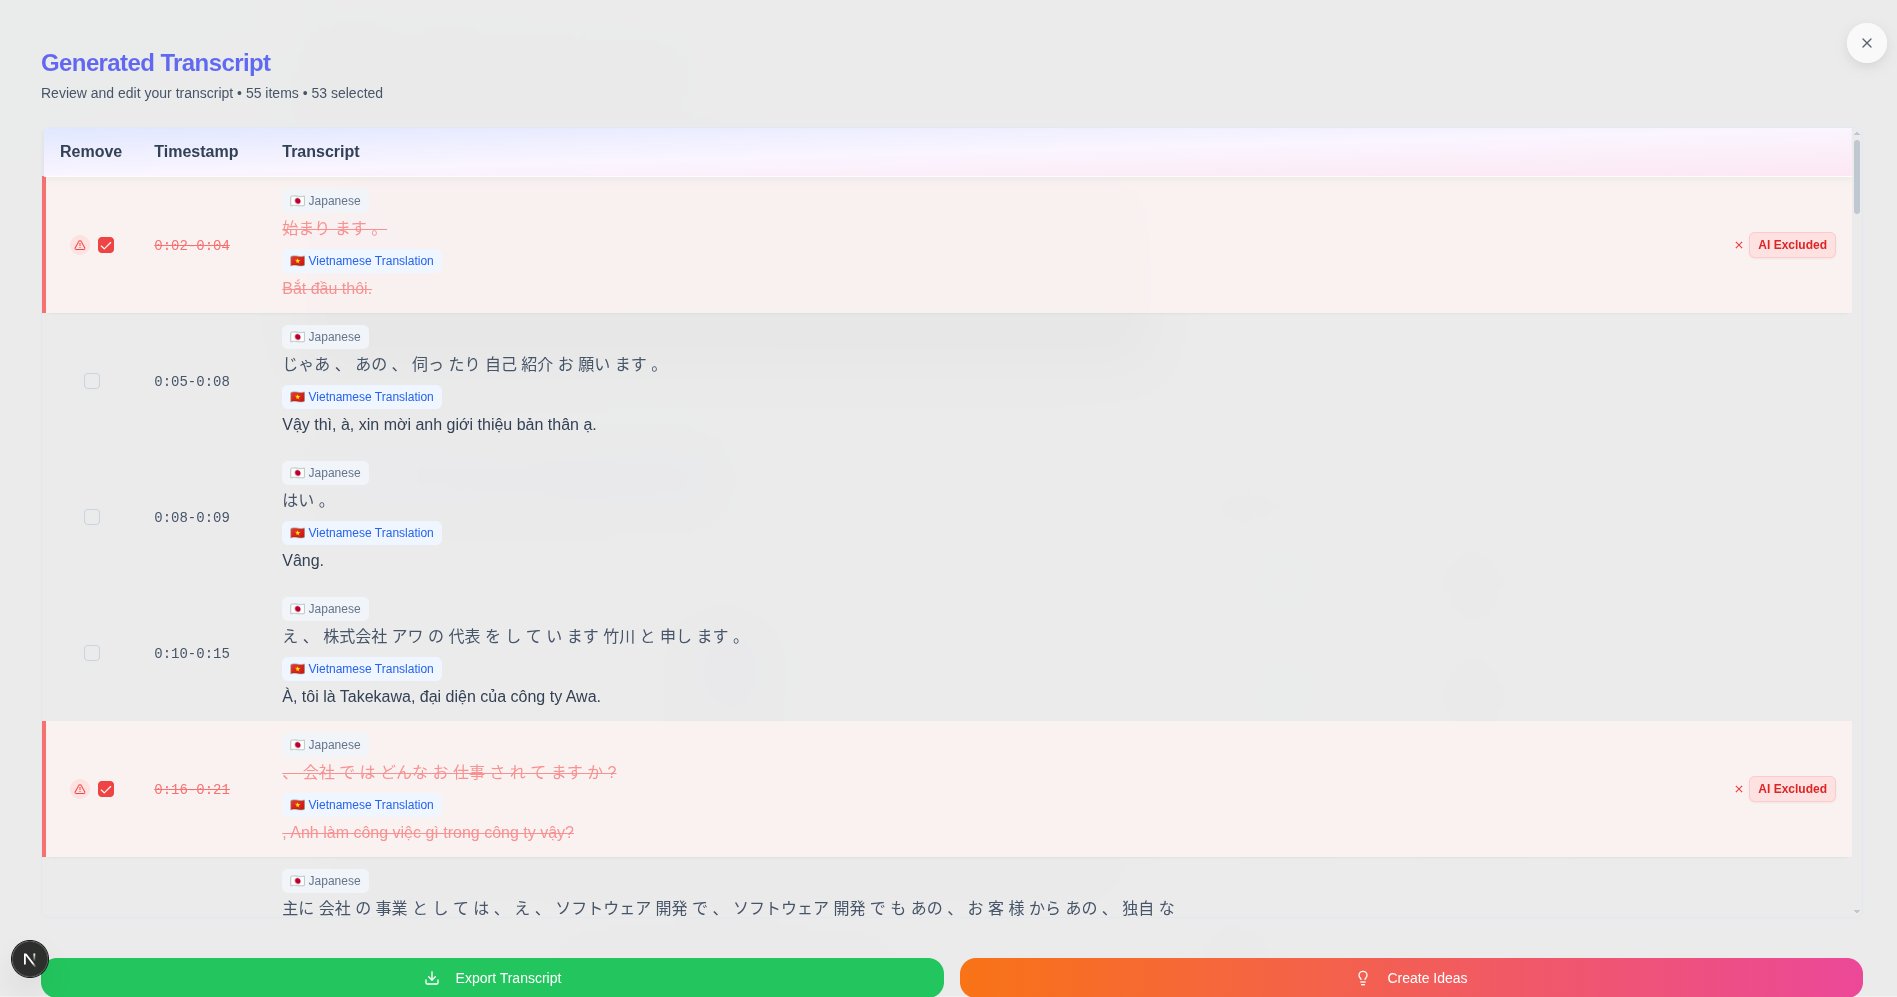 Generated Transcript
Review and edit your transcript • 55 items • 53 selected
Remove Timestamp Transcript
Japanese
始まり ます 。
0:02-0:04
AI Excluded
Vietnamese Translation
Bắt đầu thôi.
Japanese
じゃあ 、 あの 、 伺っ たり 自己 紹介 お 願い ます 。
0:05-0:08
Vietnamese Translation
Vậy thì, à, xin mời anh giới thiệu bản thân ạ.
Japanese
はい 。
0:08-0:09
Vietnamese Translation
Vâng.
Japanese
え 、 株式会社 アワ の 代表 を し て い ます 竹川 と 申し ます 。
0:10-0:15
Vietnamese Translation
À, tôi là Takekawa, đại diện của công ty Awa.
Japanese
、 会社 で は どんな お 仕事 さ れ て ます か ?
0:16-0:21
AI Excluded
Vietnamese Translation
, Anh làm công việc gì trong công ty vậy?
Japanese
主に 会社 の 事業 と し て は 、 え 、 ソフトウェア 開発 で 、 ソフトウェア 開発 で も あの 、 お 客 様 から あの 、 独自 な
N
Export Transcript
Create Ideas